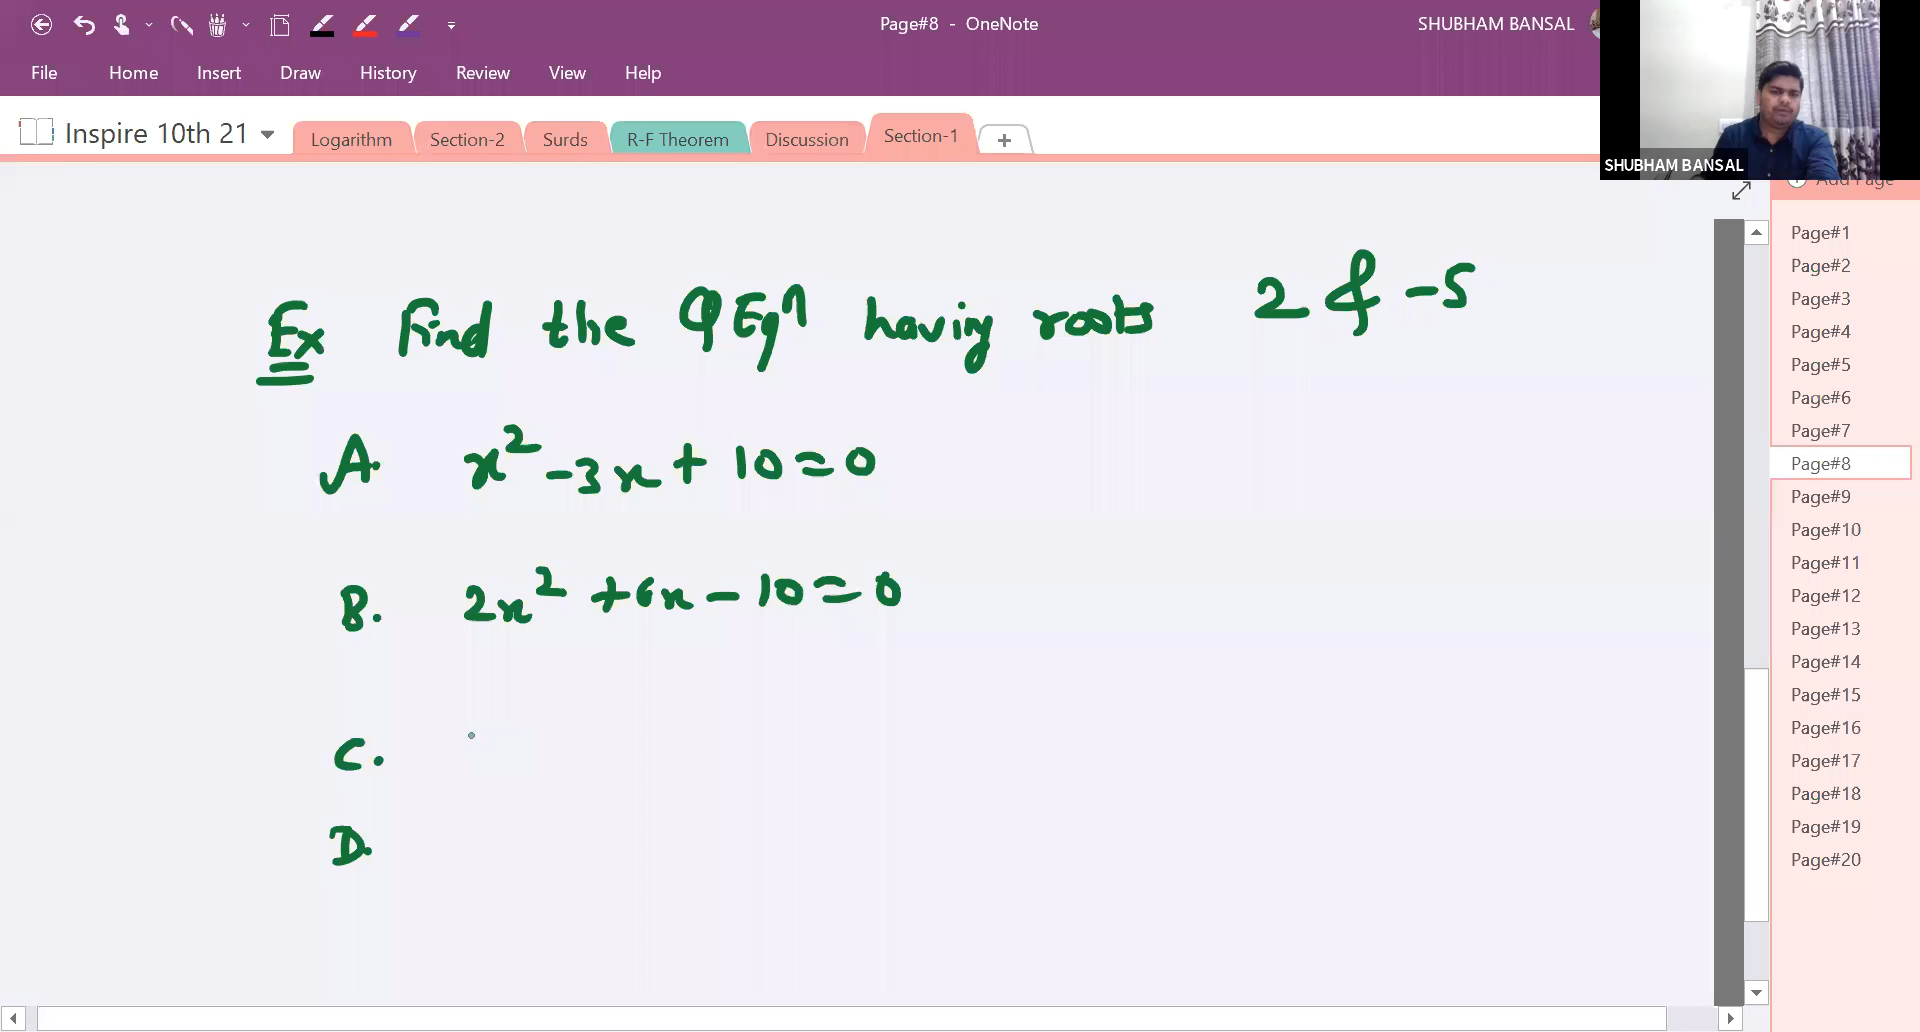 Page#8 - OneNote
SHUBHAM BANSAL
File Home Insert Draw History Review View Help
SHUBHAM BANSAL
Inspire 10th 21
Logarithm Section-2 Surds R-F Theorem Discussion Section-1 +
Add Page
Ex Find the QEqn having roots 2 & -5
A. x² -3x + 10 = 0
B. 2x² +6x - 10 = 0
C.
D.
Page#1
Page#2
Page#3
Page#4
Page#5
Page#6
Page#7
Page#8
Page#9
Page#10
Page#11
Page#12
Page#13
Page#14
Page#15
Page#16
Page#17
Page#18
Page#19
Page#20